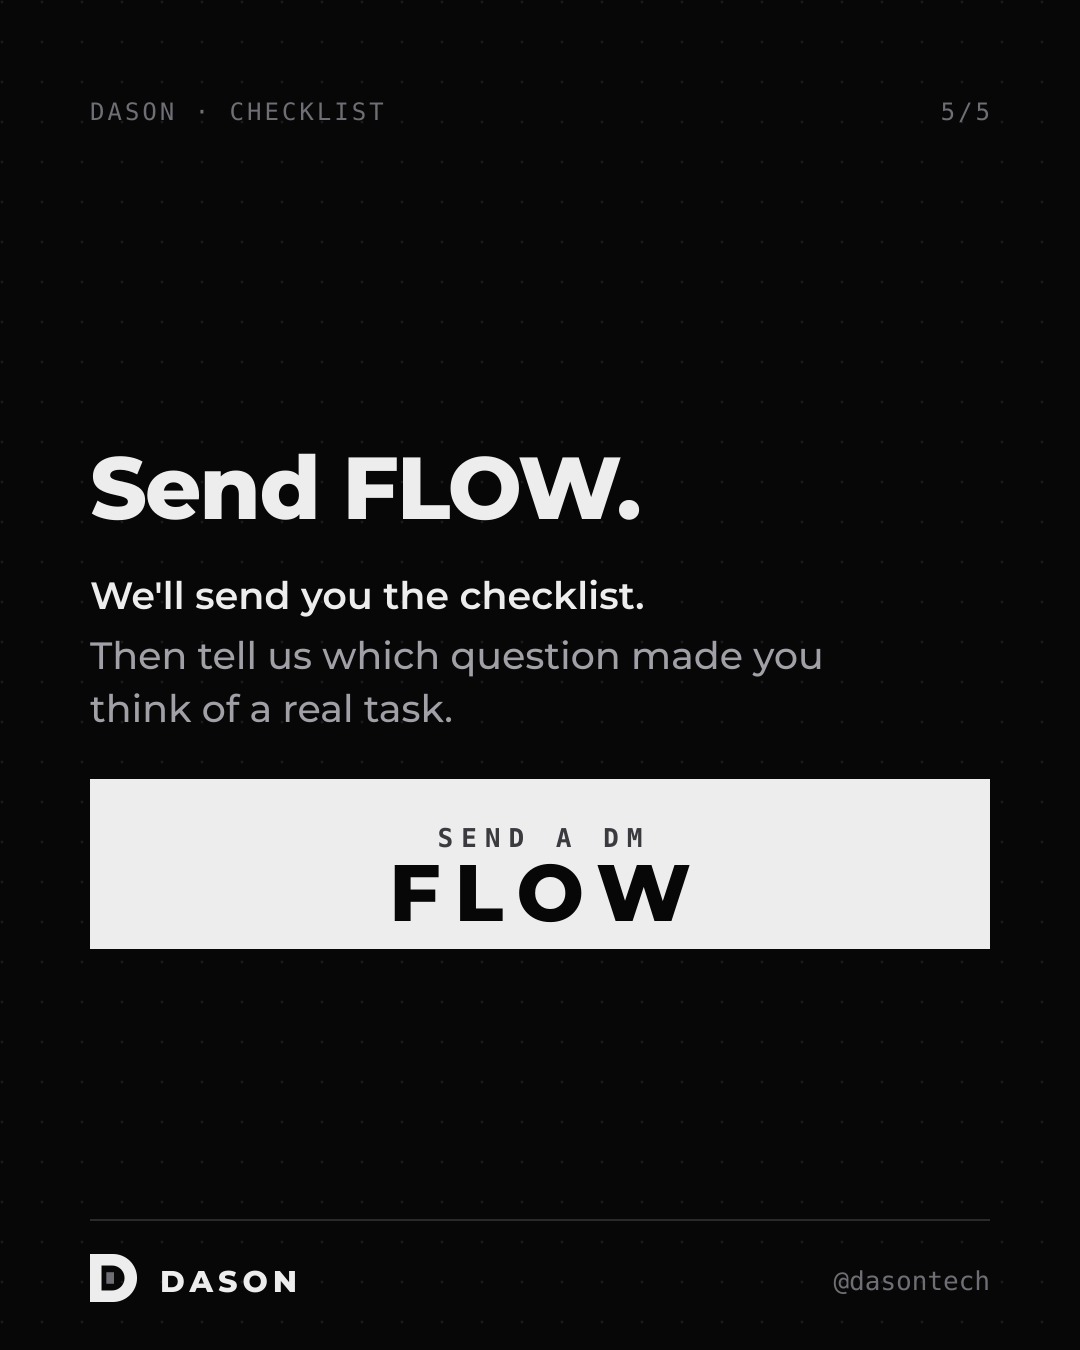 DASON · CHECKLIST
5/5
Send FLOW.
We'll send you the checklist.
Then tell us which question made you
think of a real task.
SEND A DM
FLOW
DASON
@dasontech